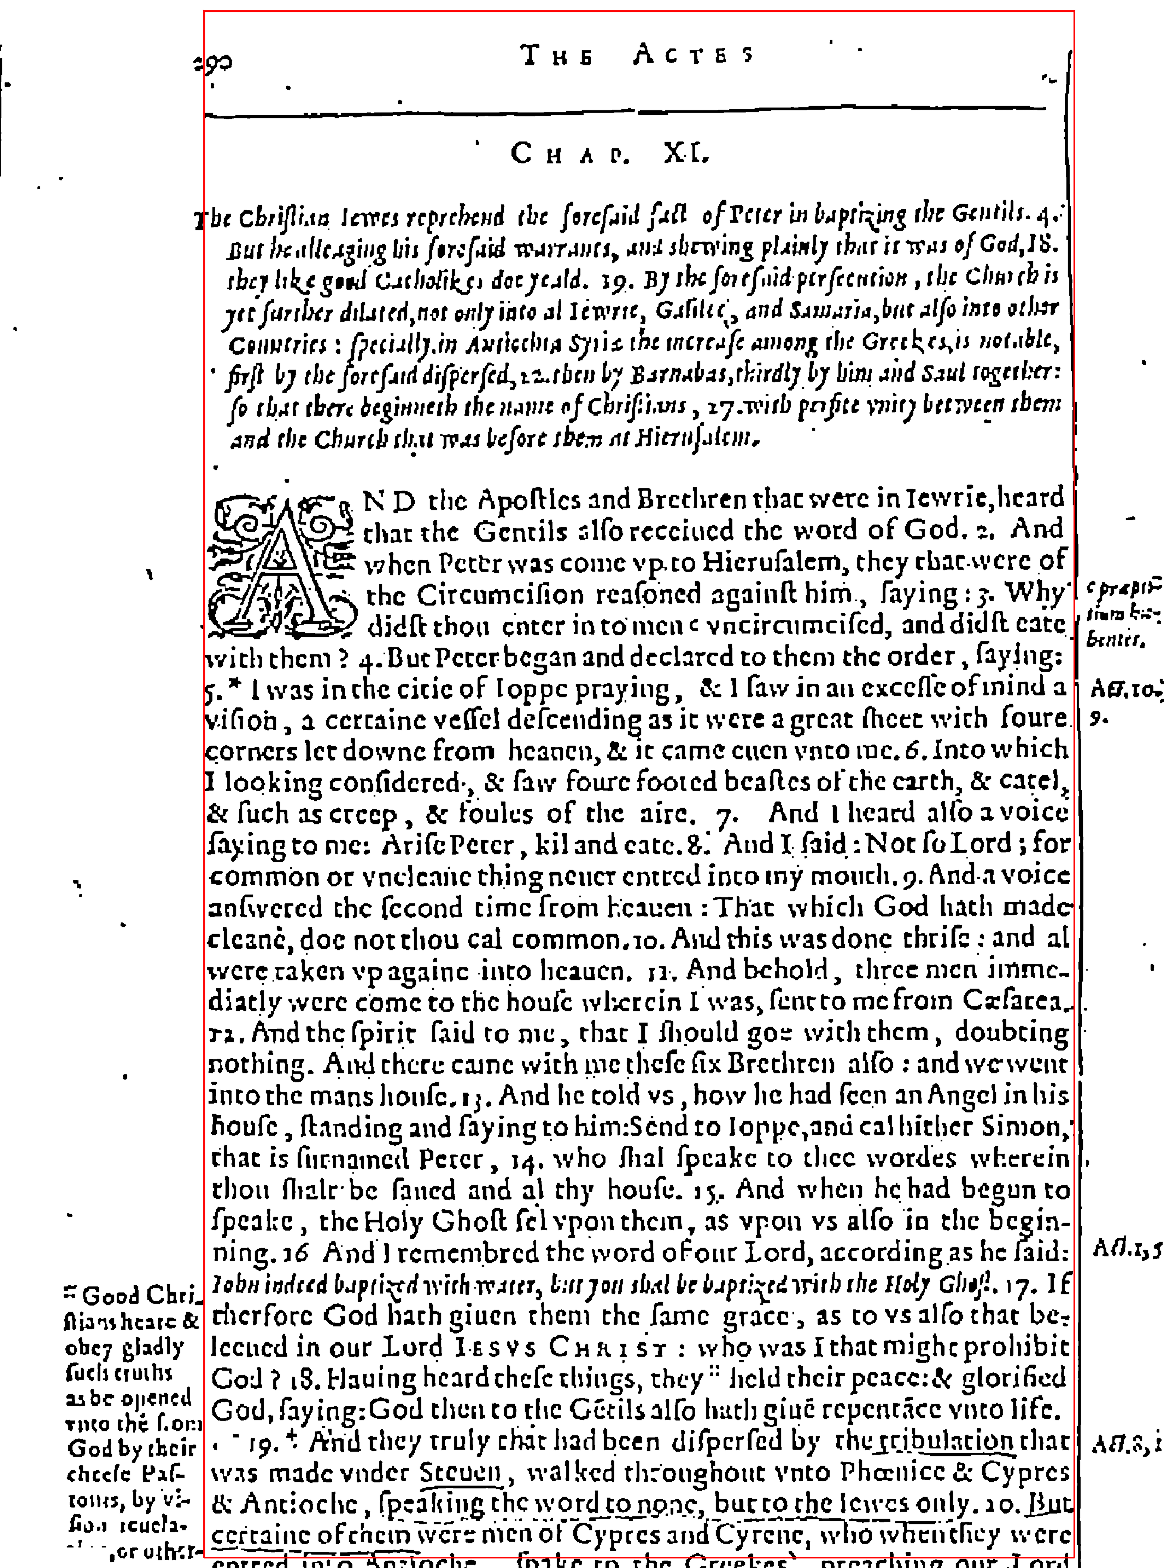 290 THE ACTES
CHAP. XI.
The Chriſtian Iewes reprehend the foreſaid fact of Peter in baptizing the Gentils. 4.
But he alleaging his foreſaid warrants, and shewing plainly that it was of God, 18.
they like good Catholikes doe yeald. 19. By the foreſaid perſecution, the Church is
yet further dilated, not only into al Iewrie, Galilee, and Samaria, but alſo into other
Countries : ſpecially in Antiochia Syria the increaſe among the Greekes, is notable,
firſt by the foreſaid diſperſed, 22. then by Barnabas, thirdly by him and Saul together:
ſo that there beginneth the name of Chriſtians, 27. with perfite vnity between them
and the Church that was before them at Hieruſalem.
AND the Apoſtles and Brethren that were in Iewrie, heard
that the Gentils alſo receiued the word of God. 2. And
when Peter was come vp to Hieruſalem, they that were of
the Circumciſion reaſoned againſt him, ſaying: 3. Why
didſt thou enter in to men c vncircumciſed, and didſt eate
with them? 4. But Peter began and declared to them the order, ſaying:
5. * I was in the citie of Ioppe praying, & I ſaw in an exceſſe of mind a
viſion, a certaine veſſel deſcending as it were a great ſheet with foure
corners let downe from heauen, & it came euen vnto me. 6. Into which
I looking conſidered, & ſaw foure footed beaſtes of the earth, & catel,
& ſuch as creep, & foules of the aire. 7. And I heard alſo a voice
ſaying to me: Ariſe Peter, kil and eate. 8. And I ſaid : Not ſo Lord; for
common or vncleane thing neuer entred into my mouth. 9. And a voice
anſwered the ſecond time from heauen : That which God hath made
cleane, doe not thou cal common. 10. And this was done thriſe : and al
were taken vp againe into heauen. 11. And behold, three men imme-
diatly were come to the houſe wherein I was, ſent to me from Cæſarea.
12. And the ſpirit ſaid to me, that I ſhould goe with them, doubting
nothing. And there came with me theſe ſix Brethren alſo : and we went
into the mans houſe. 13. And he told vs, how he had ſeen an Angel in his
houſe, ſtanding and ſaying to him: Send to Ioppe, and cal hither Simon,
that is ſurnamed Peter, 14. who ſhal ſpeake to thee wordes wherein
thou ſhalt be ſaued and al thy houſe. 15. And when he had begun to
ſpeake, the Holy Ghoſt fel vpon them, as vpon vs alſo in the begin-
ning. 16 And I remembred the word of our Lord, according as he ſaid:
Iohn indeed baptized with water, but you shal be baptized with the Holy Ghoſt. 17. If
therfore God hath giuen them the ſame grace, as to vs alſo that be-
leeued in our Lord IESVS CHRIST : who was I that might prohibit
God? 18. Hauing heard theſe things, they :: held their peace: & glorified
God, ſaying: God then to the Gẽtils alſo hath giuẽ repentãce vnto life.
19. + And they truly that had been diſperſed by the tribulation that
was made vnder Steuen, walked throughout vnto Phœnice & Cypres
& Antioche, ſpeaking the word to none, but to the Iewes only. 20. But
certaine of them were men of Cypres and Cyrene, who when they were
entred into Antioche, ſpake to the Greekes, preaching our Lord
c præpu-
tium ha-
bentes.
Act. 10,
9.
Act. 1, 5
Act. 8, 1
:: Good Chri-
ſtians heare &
obey gladly
ſuch truths
as be opened
vnto thẽ from
God by their
cheefe Paſ-
tours, by vi-
ſion reuela-
, or other-